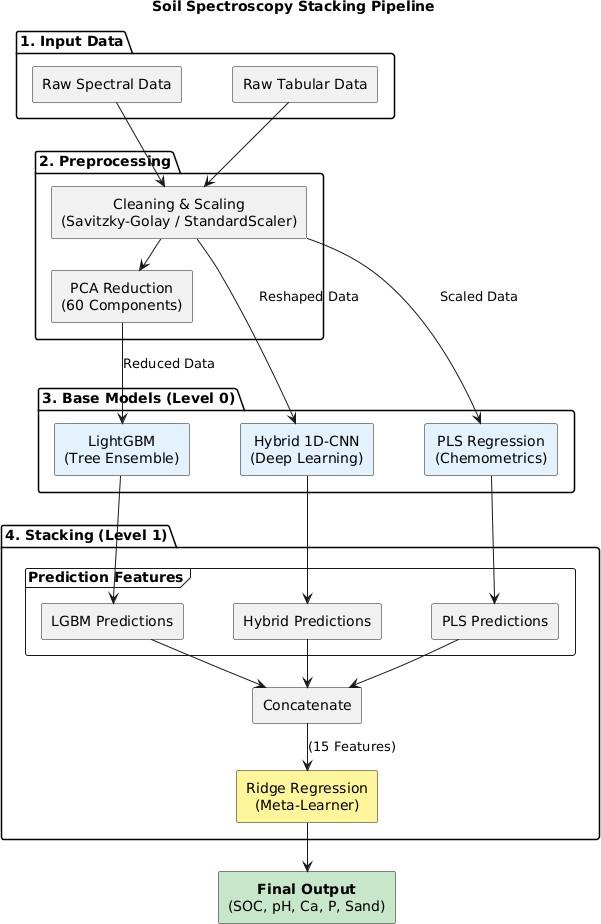 Soil Spectroscopy Stacking Pipeline
1. Input Data
Raw Spectral Data
Raw Tabular Data
2. Preprocessing
Cleaning & Scaling
(Savitzky-Golay / StandardScaler)
PCA Reduction
(60 Components)
Reshaped Data
Scaled Data
Reduced Data
3. Base Models (Level 0)
LightGBM
(Tree Ensemble)
Hybrid 1D-CNN
(Deep Learning)
PLS Regression
(Chemometrics)
4. Stacking (Level 1)
Prediction Features
LGBM Predictions
Hybrid Predictions
PLS Predictions
Concatenate
(15 Features)
Ridge Regression
(Meta-Learner)
Final Output
(SOC, pH, Ca, P, Sand)